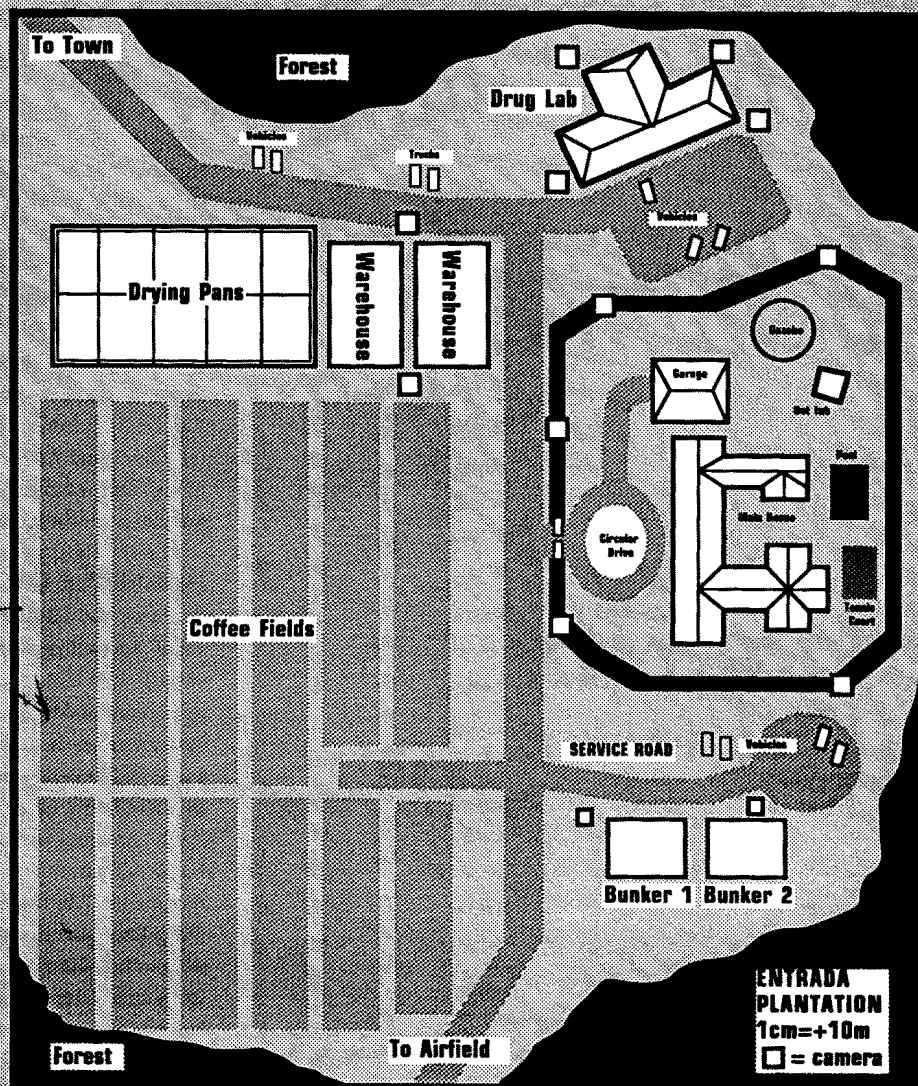 To Town
Forest
Drug Lab
Vehicles
Trucks
Vehicles
Drying Pans
Warehouse
Warehouse
Gazebo
Garage
Hot tub
Pool
Main House
Circular
Drive
Tennis
Court
Coffee Fields
SERVICE ROAD
Vehicles
Bunker 1
Bunker 2
ENTRADA
PLANTATION
1cm=+10m
= camera
Forest
To Airfield